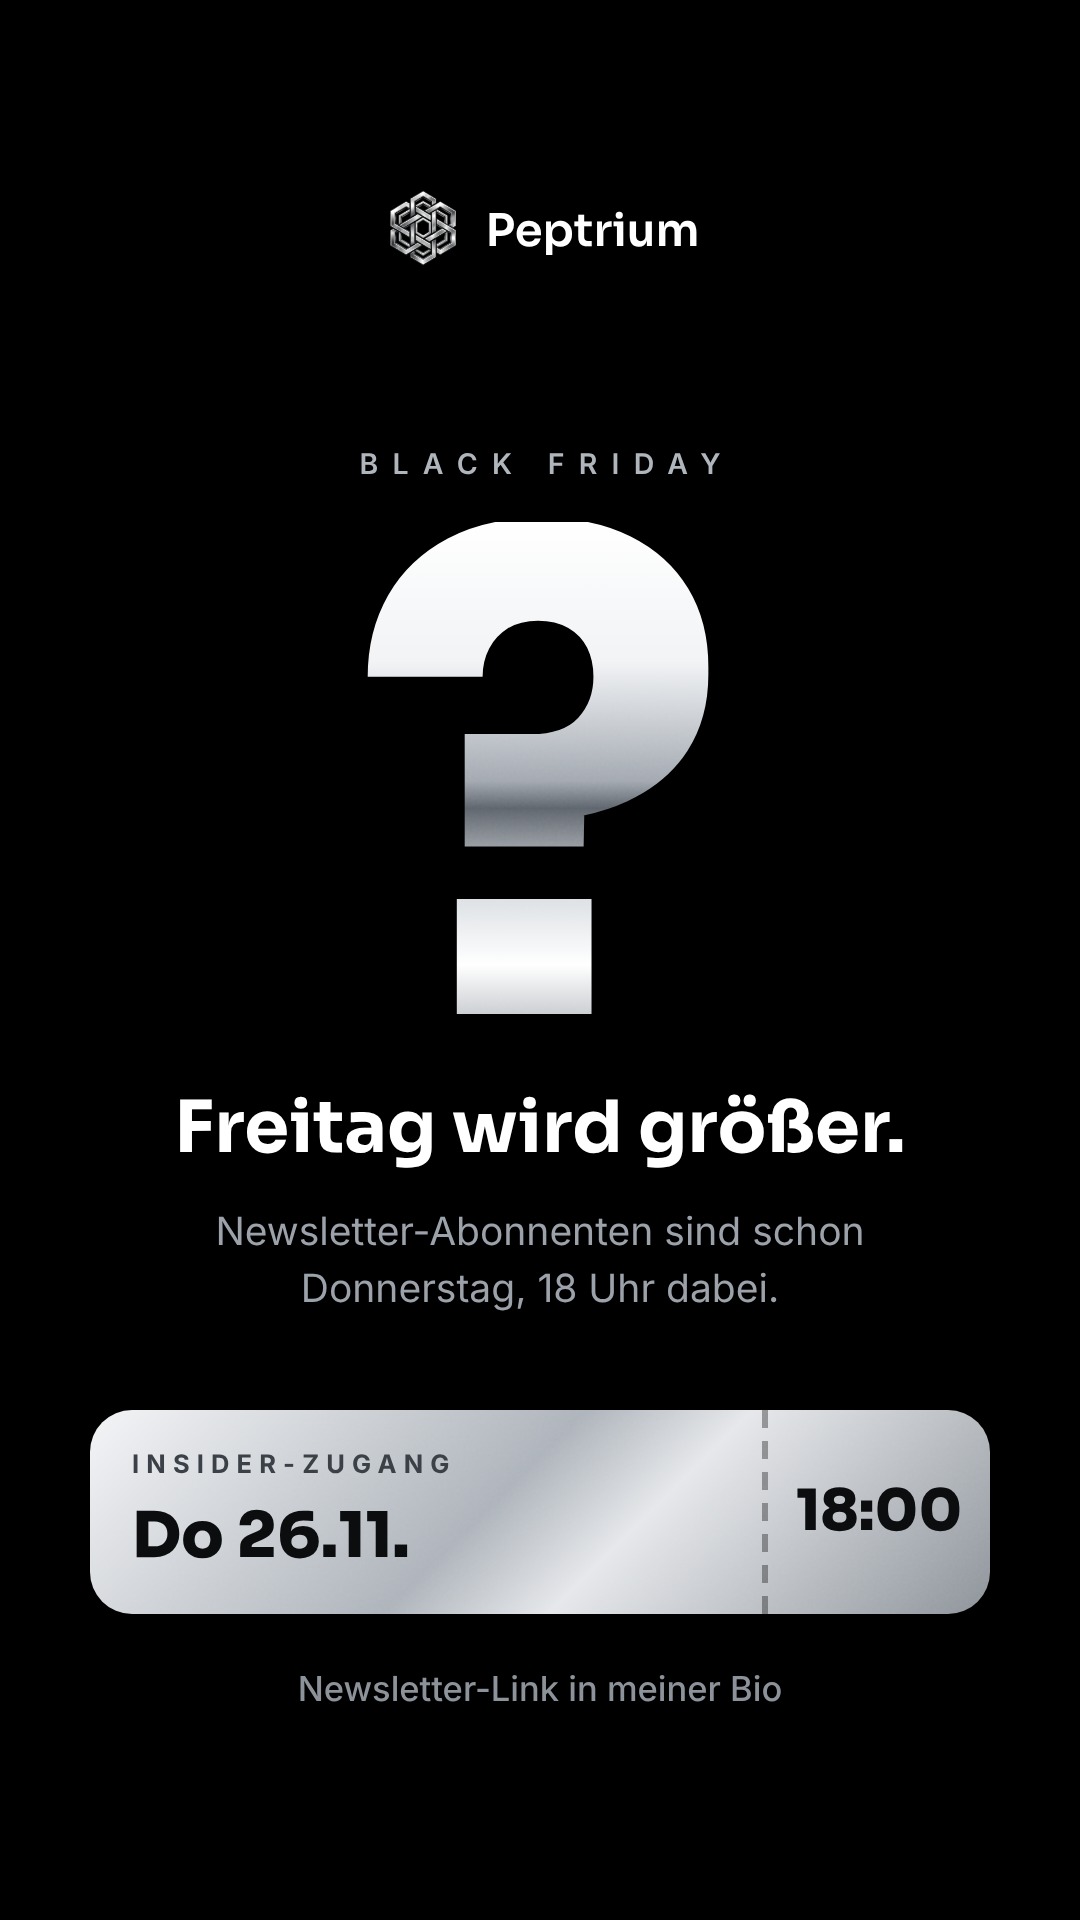 Peptrium
BLACK FRIDAY
?
Freitag wird größer.
Newsletter-Abonnenten sind schon
Donnerstag, 18 Uhr dabei.
INSIDER-ZUGANG
Do 26.11.
18:00
Newsletter-Link in meiner Bio